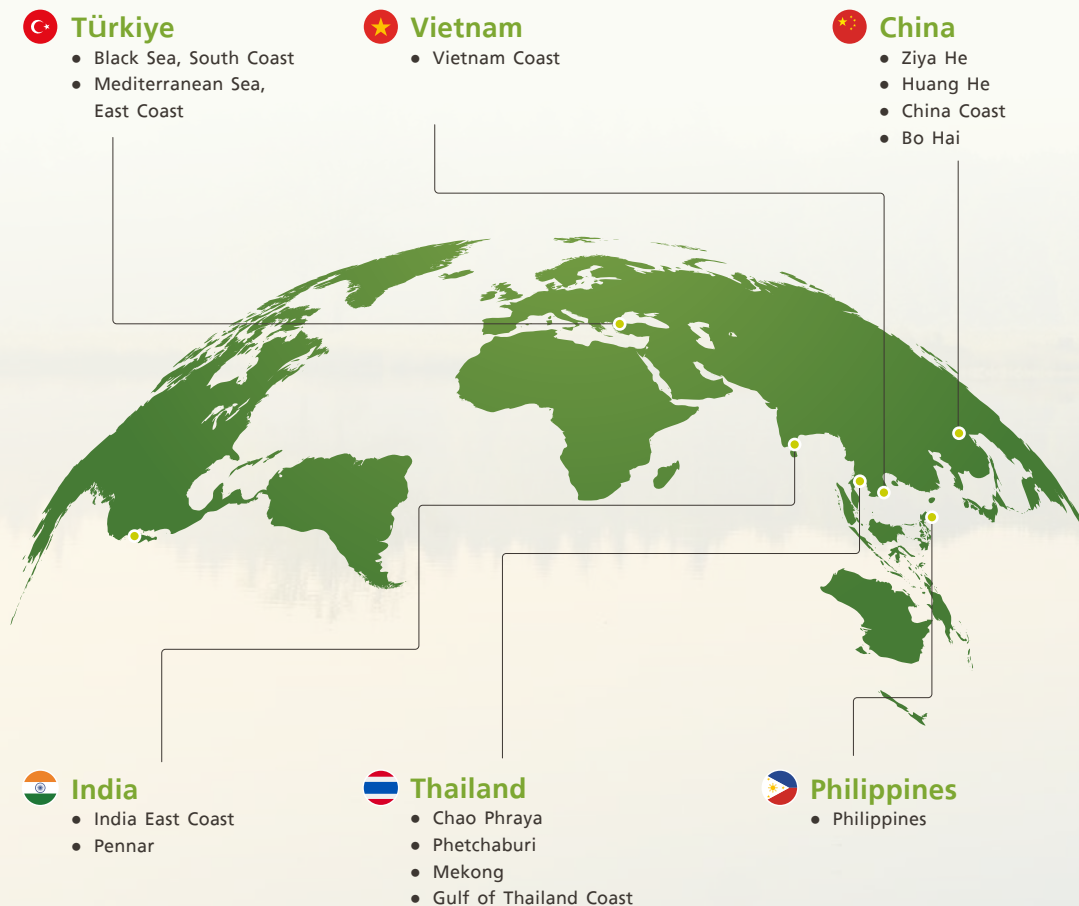 Türkiye
• Black Sea, South Coast
• Mediterranean Sea,
East Coast
Vietnam
• Vietnam Coast
China
• Ziya He
• Huang He
• China Coast
• Bo Hai
India
• India East Coast
• Pennar
Thailand
• Chao Phraya
• Phetchaburi
• Mekong
• Gulf of Thailand Coast
Philippines
• Philippines